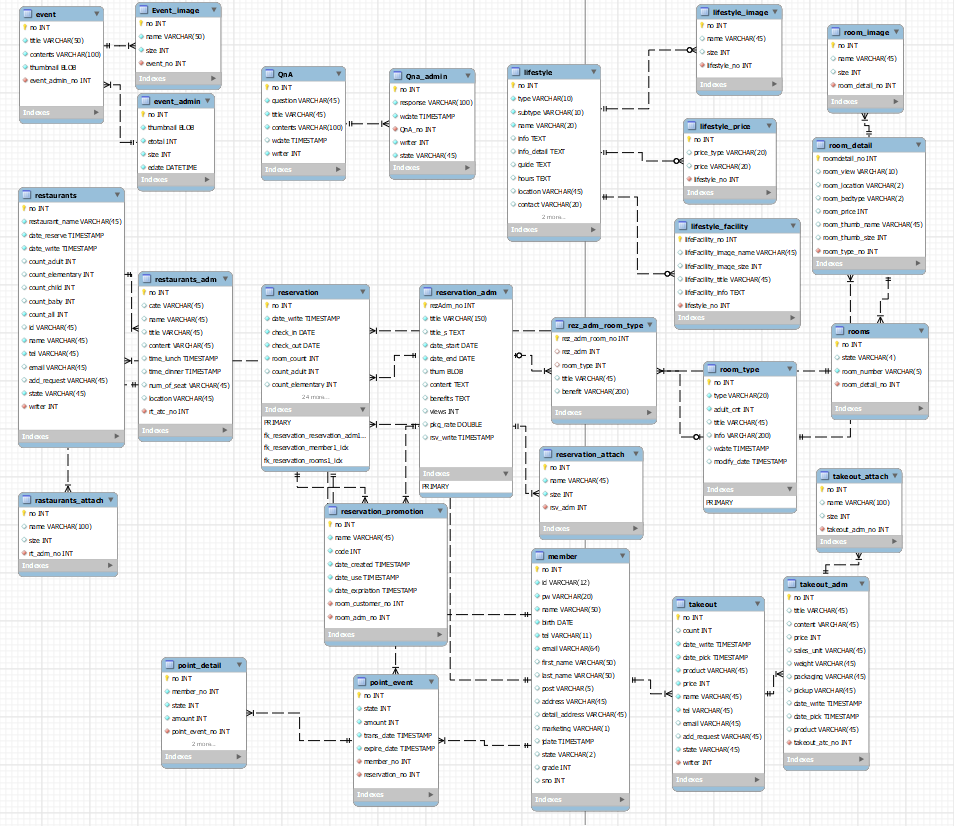 event
no INT
title VARCHAR(50)
contents VARCHAR(100)
thumbnail BLOB
event_admin_no INT
Indexes
Event_image
no INT
name VARCHAR(50)
size INT
event_no INT
Indexes
event_admin
no INT
thumbnail BLOB
etotal INT
size INT
edate DATETIME
Indexes
QnA
no INT
question VARCHAR(45)
title VARCHAR(45)
contents VARCHAR(100)
wdate TIMESTAMP
writer INT
Indexes
Qna_admin
no INT
response VARCHAR(100)
wdate TIMESTAMP
QnA_no INT
writer INT
state VARCHAR(45)
Indexes
lifestyle
no INT
type VARCHAR(10)
subtype VARCHAR(10)
name VARCHAR(20)
info TEXT
info_detail TEXT
guide TEXT
hours TEXT
location VARCHAR(45)
contact VARCHAR(20)
2 more...
Indexes
lifestyle_image
no INT
name VARCHAR(45)
size INT
lifestyle_no INT
Indexes
lifestyle_price
no INT
price_type VARCHAR(20)
price VARCHAR(20)
lifestyle_no INT
Indexes
lifestyle_facility
lifeFacility_no INT
lifeFacility_image_name VARCHAR(45)
lifeFacility_image_size INT
lifeFacility_title VARCHAR(45)
lifeFacility_info TEXT
lifestyle_no INT
Indexes
room_image
no INT
name VARCHAR(45)
size INT
room_detail_no INT
Indexes
room_detail
roomdetail_no INT
room_view VARCHAR(10)
room_location VARCHAR(2)
room_bedtype VARCHAR(2)
room_price INT
room_thumb_name VARCHAR(45)
room_thumb_size INT
room_type_no INT
Indexes
restaurants
no INT
restaurant_name VARCHAR(45)
date_reserve TIMESTAMP
date_write TIMESTAMP
count_adult INT
count_elementary INT
count_child INT
count_baby INT
count_all INT
id VARCHAR(45)
name VARCHAR(45)
tel VARCHAR(45)
email VARCHAR(45)
add_request VARCHAR(45)
state VARCHAR(45)
writer INT
Indexes
restaurants_adm
no INT
cate VARCHAR(45)
name VARCHAR(45)
title VARCHAR(45)
content VARCHAR(45)
time_lunch TIMESTAMP
time_dinner TIMESTAMP
num_of_seat VARCHAR(45)
location VARCHAR(45)
rt_atc_no INT
Indexes
reservation
no INT
date_write TIMESTAMP
check_in DATE
check_out DATE
room_count INT
count_adult INT
count_elementary INT
24 more...
Indexes
PRIMARY
fk_reservation_reservation_adm1...
fk_reservation_member1_idx
fk_reservation_rooms1_idx
reservation_adm
rezAdm_no INT
title VARCHAR(150)
title_s TEXT
date_start DATE
date_end DATE
thum BLOB
content TEXT
benefits TEXT
views INT
pkg_rate DOUBLE
rsv_write TIMESTAMP
Indexes
PRIMARY
rez_adm_room_type
rez_adm_room_no INT
rez_adm INT
room_type INT
title VARCHAR(45)
benefit VARCHAR(200)
Indexes
room_type
no INT
type VARCHAR(20)
adult_cnt INT
title VARCHAR(45)
info VARCHAR(200)
wdate TIMESTAMP
modify_date TIMESTAMP
Indexes
PRIMARY
rooms
no INT
state VARCHAR(4)
room_number VARCHAR(5)
room_detail_no INT
Indexes
reservation_attach
no INT
name VARCHAR(45)
size INT
rsv_adm INT
Indexes
takeout_attach
no INT
name VARCHAR(100)
size INT
takeout_adm_no INT
Indexes
restaurants_attach
no INT
name VARCHAR(100)
size INT
rt_adm_no INT
Indexes
reservation_promotion
no INT
name VARCHAR(45)
code INT
date_created TIMESTAMP
date_use TIMESTAMP
date_expriation TIMESTAMP
room_customer_no INT
room_adm_no INT
Indexes
member
no INT
id VARCHAR(12)
pw VARCHAR(20)
name VARCHAR(50)
birth DATE
tel VARCHAR(11)
email VARCHAR(64)
first_name VARCHAR(50)
last_name VARCHAR(50)
post VARCHAR(5)
address VARCHAR(45)
detail_address VARCHAR(45)
marketing VARCHAR(1)
jdate TIMESTAMP
state VARCHAR(2)
grade INT
sno INT
Indexes
takeout
no INT
count INT
date_write TIMESTAMP
date_pick TIMESTAMP
product VARCHAR(45)
price INT
name VARCHAR(45)
tel VARCHAR(45)
email VARCHAR(45)
add_request VARCHAR(45)
state VARCHAR(45)
writer INT
Indexes
takeout_adm
no INT
title VARCHAR(45)
content VARCHAR(45)
price INT
sales_unit VARCHAR(45)
weight VARCHAR(45)
packaging VARCHAR(45)
pickup VARCHAR(45)
date_write TIMESTAMP
date_pick TIMESTAMP
product VARCHAR(45)
takeout_atc_no INT
Indexes
point_detail
no INT
member_no INT
state INT
amount INT
point_event_no INT
2 more...
Indexes
point_event
no INT
state INT
amount INT
trans_date TIMESTAMP
expire_date TIMESTAMP
member_no INT
reservation_no INT
Indexes